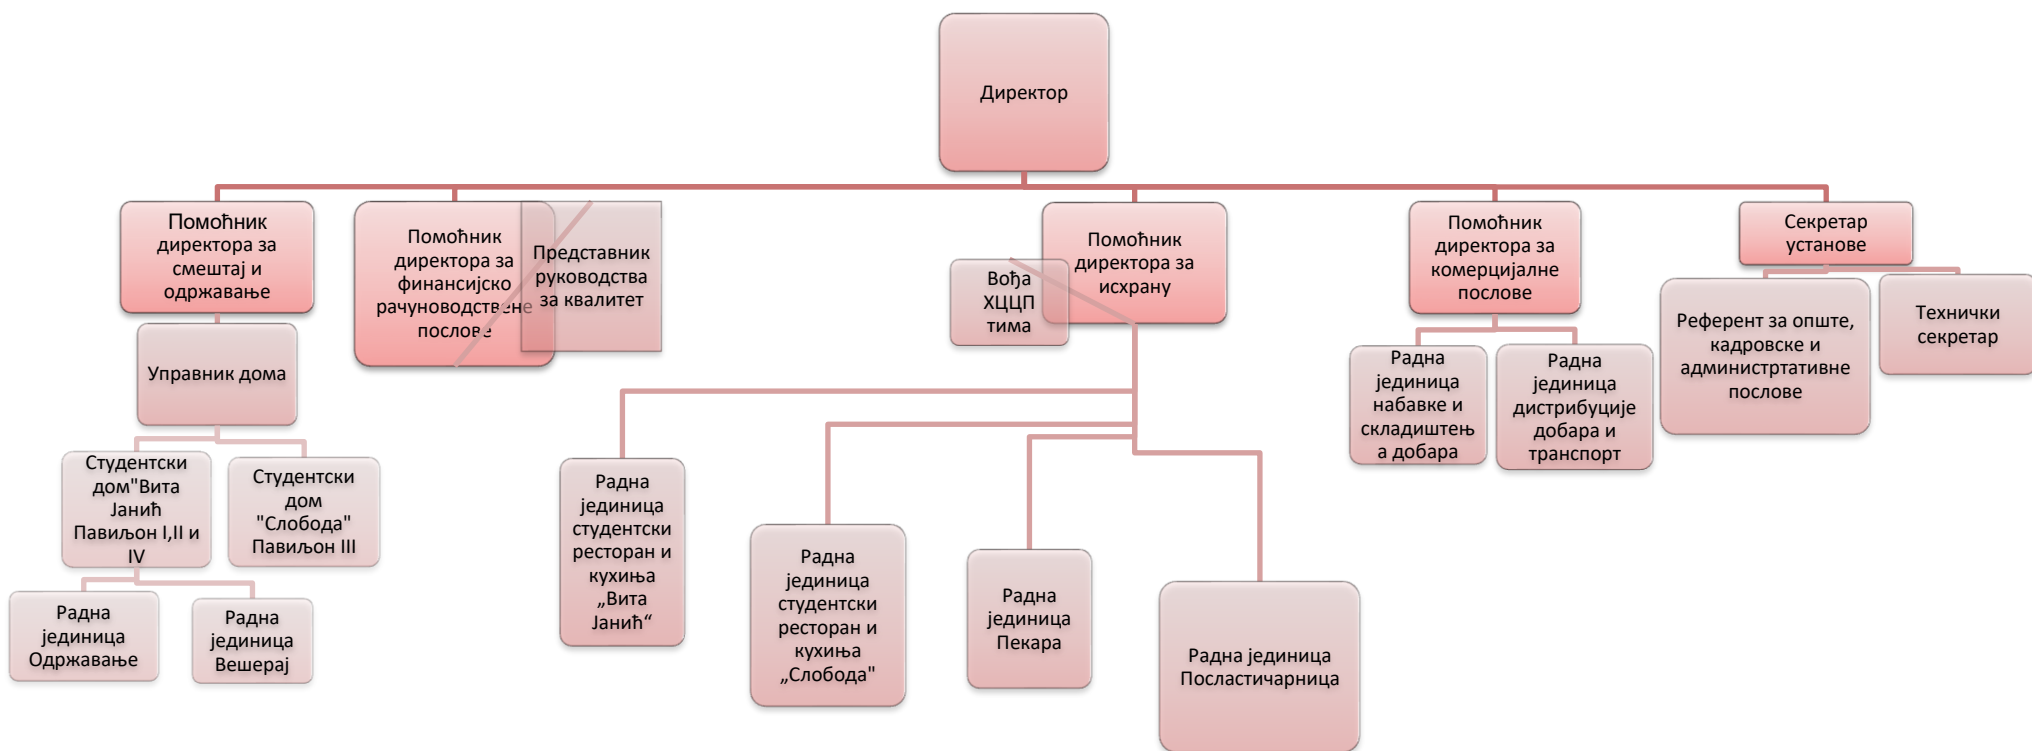 Директор
Помоћник
директора за
смештај и
одржавање
Помоћник
директора за
финансијско
рачуноводствене
послове
Представник
руководства
за квалитет
Вођа
ХЦЦП
тима
Помоћник
директора за
исхрану
Помоћник
директора за
комерцијалне
послове
Секретар
установе
Управник дома
Радна
јединица
набавке и
складиштењ
а добара
Радна
јединица
дистрибуције
добара и
транспорт
Референт за опште,
кадровске и
администртативне
послове
Технички
секретар
Студентски
дом"Вита
Јанић
Павиљон I,II и
IV
Студентски
дом
"Слобода"
Павиљон III
Радна
јединица
Одржавање
Радна
јединица
Вешерај
Радна
јединица
студентски
ресторан и
кухиња
„Вита
Јанић“
Радна
јединица
студентски
ресторан и
кухиња
„Слобода"
Радна
јединица
Пекара
Радна јединица
Посластичарница